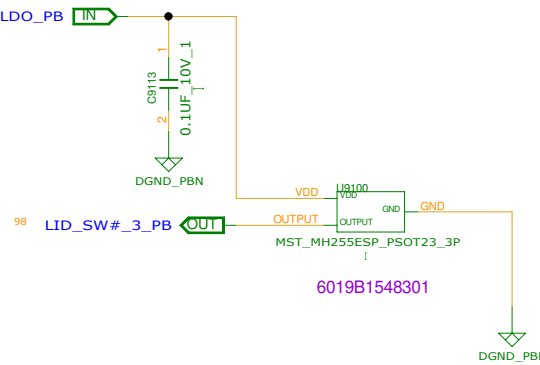 LDO_PB IN
1
C9113
0.1UF_10V_1
2
DGND_PBN
VDD
U9100
VDD
GND
GND
98
LID_SW#_3_PB OUT
OUTPUT
OUTPUT
MST_MH255ESP_PSOT23_3P
6019B1548301
DGND_PB